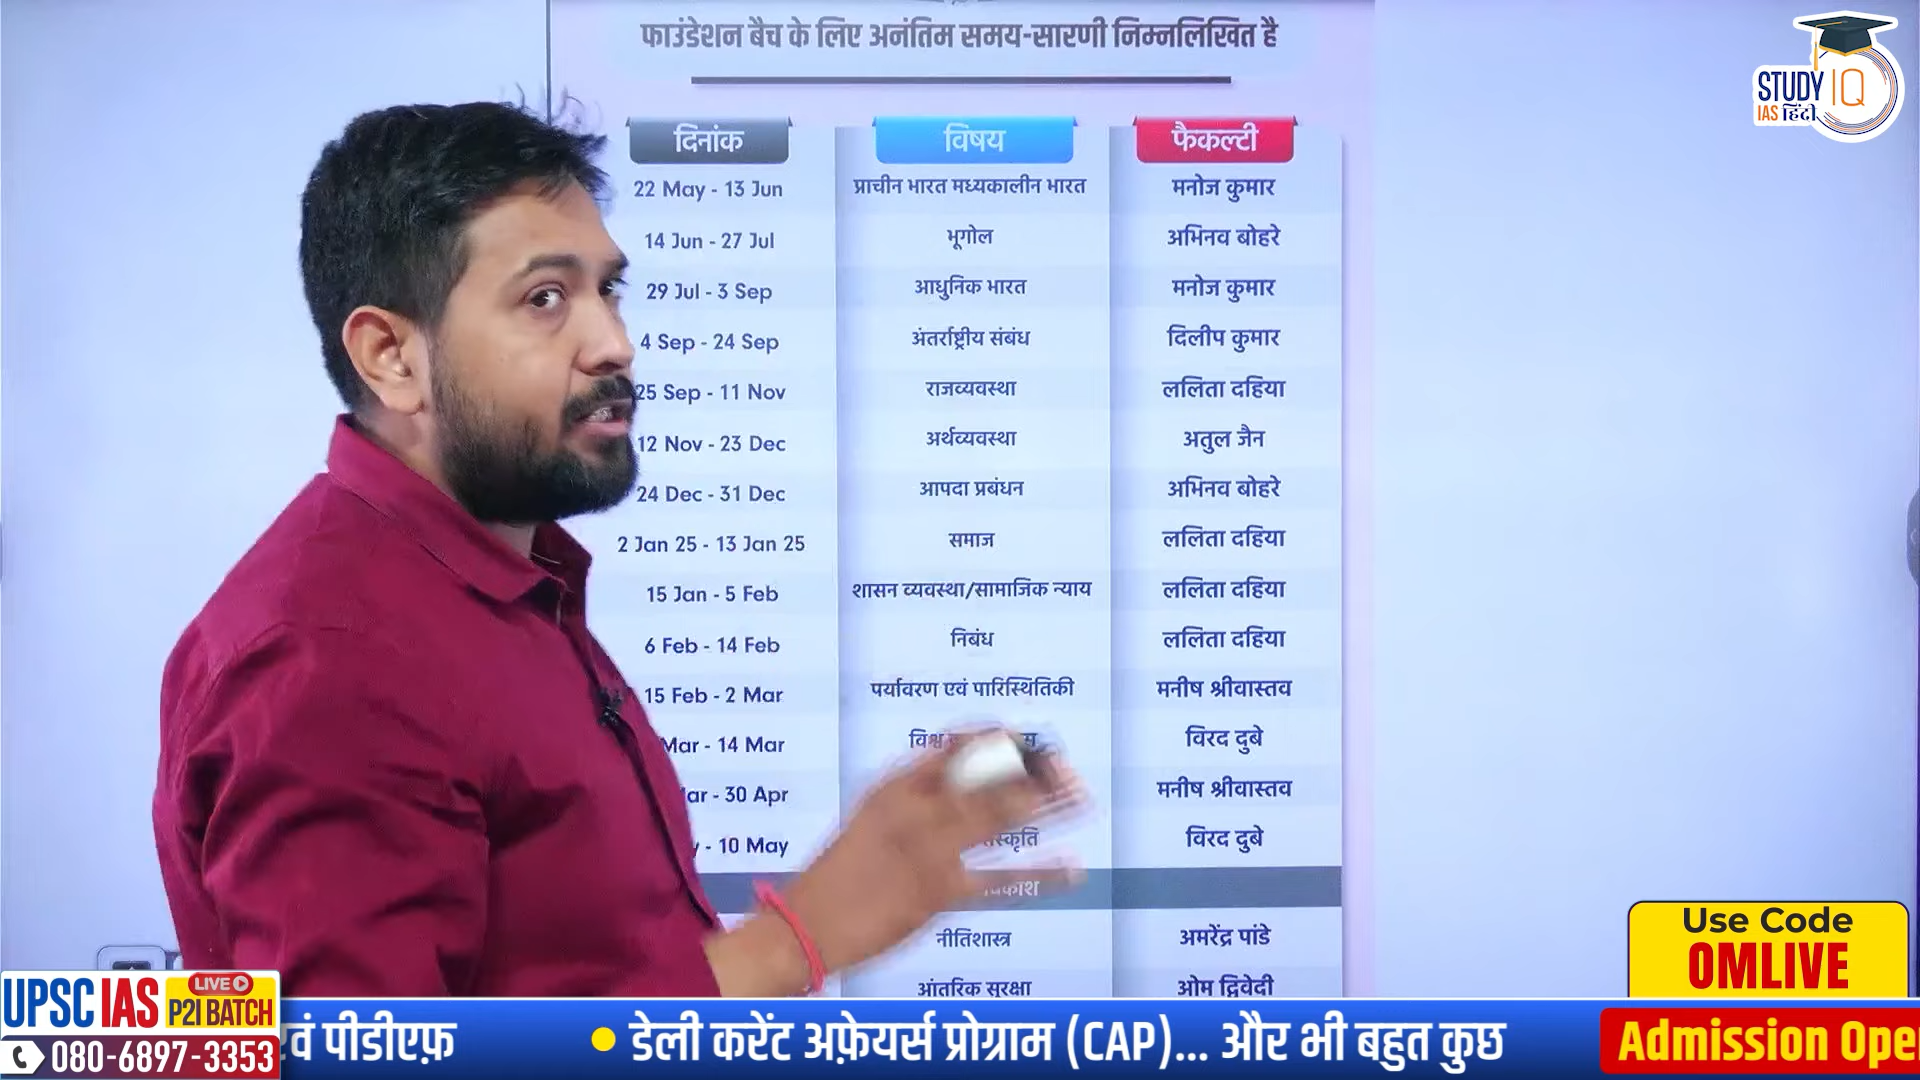 फाउंडेशन बैच के लिए अनंतिम समय-सारणी निम्नलिखित है
STUDY IQ
IAS हिंदी
दिनांक विषय फैकल्टी
22 May - 13 Jun प्राचीन भारत मध्यकालीन भारत मनोज कुमार
14 Jun - 27 Jul भूगोल अभिनव बोहरे
29 Jul - 3 Sep आधुनिक भारत मनोज कुमार
4 Sep - 24 Sep अंतर्राष्ट्रीय संबंध दिलीप कुमार
25 Sep - 11 Nov राजव्यवस्था ललिता दहिया
12 Nov - 23 Dec अर्थव्यवस्था अतुल जैन
24 Dec - 31 Dec आपदा प्रबंधन अभिनव बोहरे
2 Jan 25 - 13 Jan 25 समाज ललिता दहिया
15 Jan - 5 Feb शासन व्यवस्था/सामाजिक न्याय ललिता दहिया
6 Feb - 14 Feb निबंध ललिता दहिया
15 Feb - 2 Mar पर्यावरण एवं पारिस्थितिकी मनीष श्रीवास्तव
Mar - 14 Mar विश्व विरद दुबे
- 30 Apr मनीष श्रीवास्तव
- 10 May विरद दुबे
नीतिशास्त्र अमरेंद्र पांडे
आंतरिक सुरक्षा ओम द्विवेदी
Use Code
OMLIVE
UPSC IAS LIVE P2I BATCH
080-6897-3353
पीडीएफ़ • डेली करेंट अफ़ेयर्स प्रोग्राम (CAP)... और भी बहुत कुछ Admission Ope